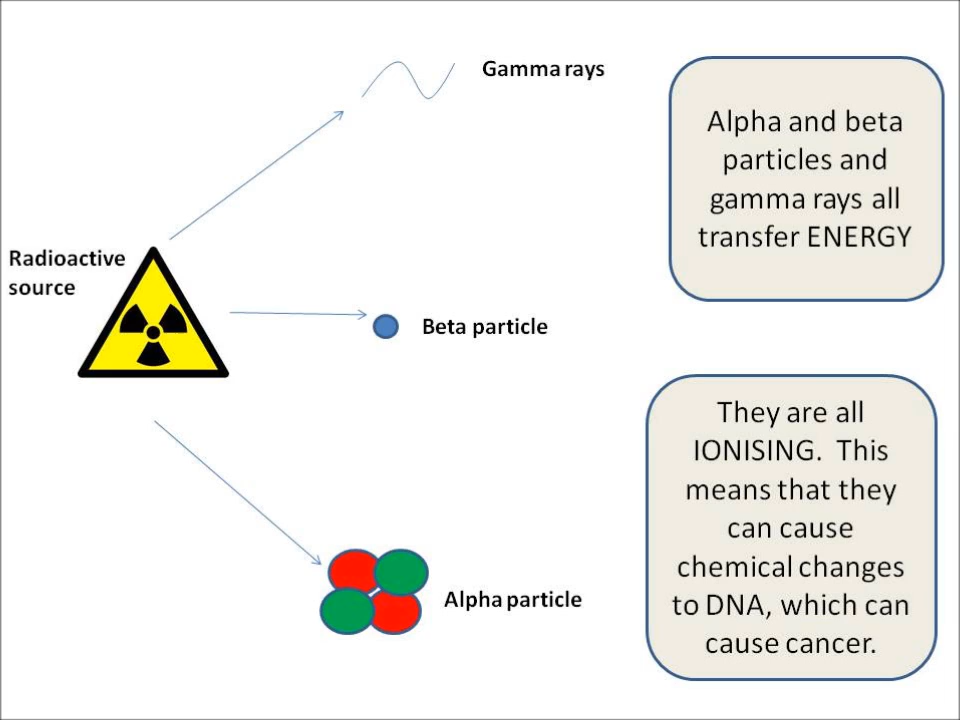 Gamma rays
Alpha and beta
particles and
gamma rays all
transfer ENERGY
Radioactive
source
Beta particle
They are all
IONISING.  This
means that they
can cause
chemical changes
to DNA, which can
cause cancer.
Alpha particle